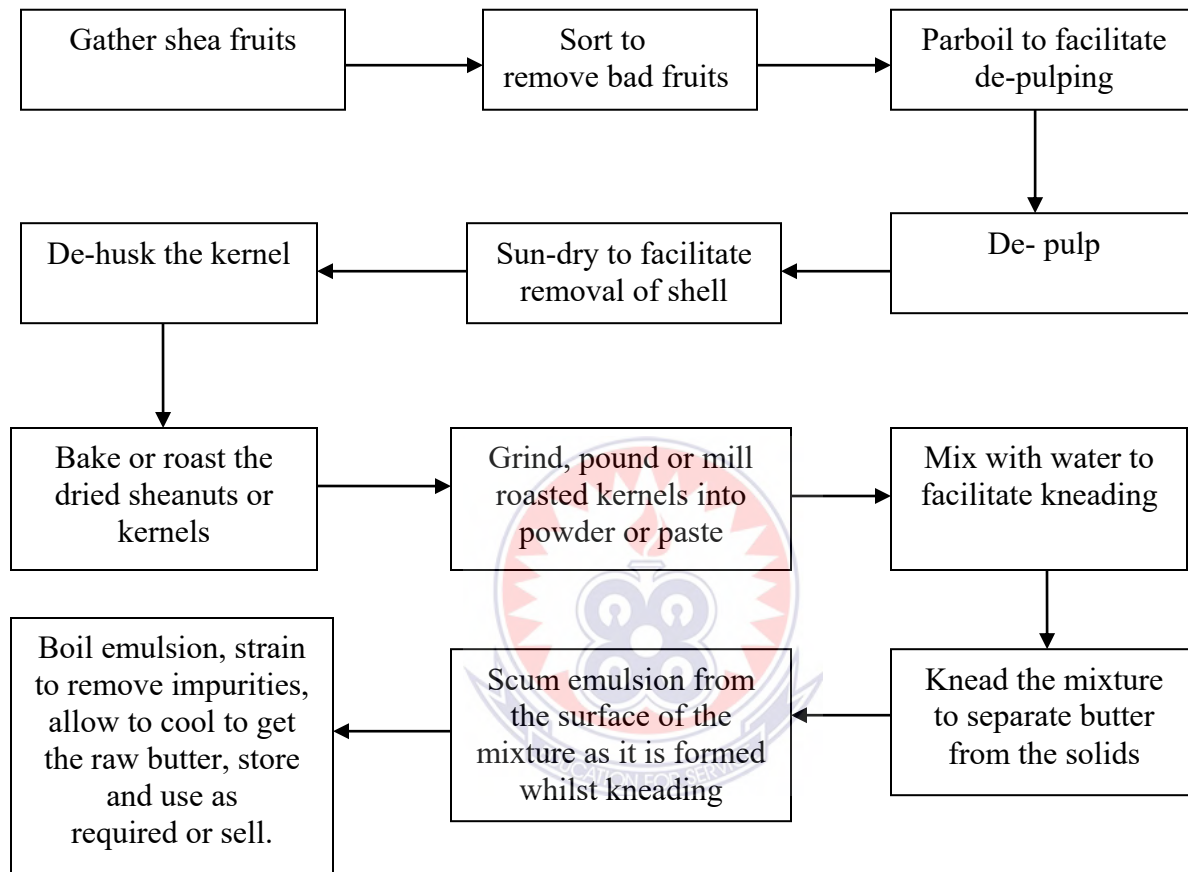 Gather shea fruits
Sort to
remove bad fruits
Parboil to facilitate
de-pulping
De- pulp
Sun-dry to facilitate
removal of shell
De-husk the kernel
Bake or roast the
dried sheanuts or
kernels
Grind, pound or mill
roasted kernels into
powder or paste
Mix with water to
facilitate kneading
Knead the mixture
to separate butter
from the solids
Scum emulsion from
the surface of the
mixture as it is formed
whilst kneading
Boil emulsion, strain
to remove impurities,
allow to cool to get
the raw butter, store
and use as
required or sell.
EDUCATION FOR SERVICE